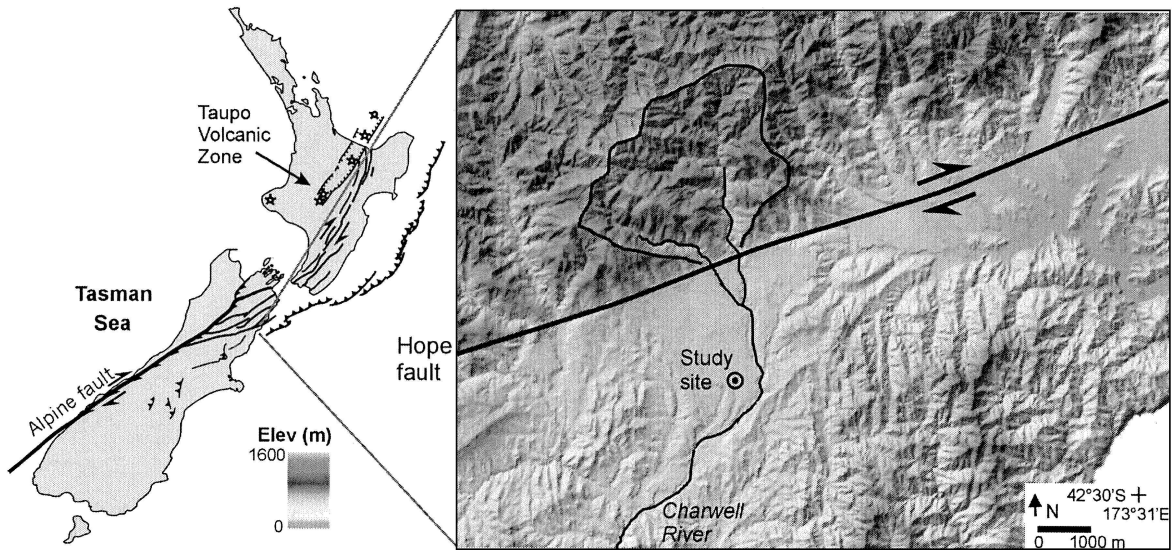 Taupo
Volcanic
Zone
Tasman
Sea
Alpine fault
Elev (m)
1600
0
Hope
fault
Study
site
Charwell
River
N
42°30'S
173°31'E
0 1000 m